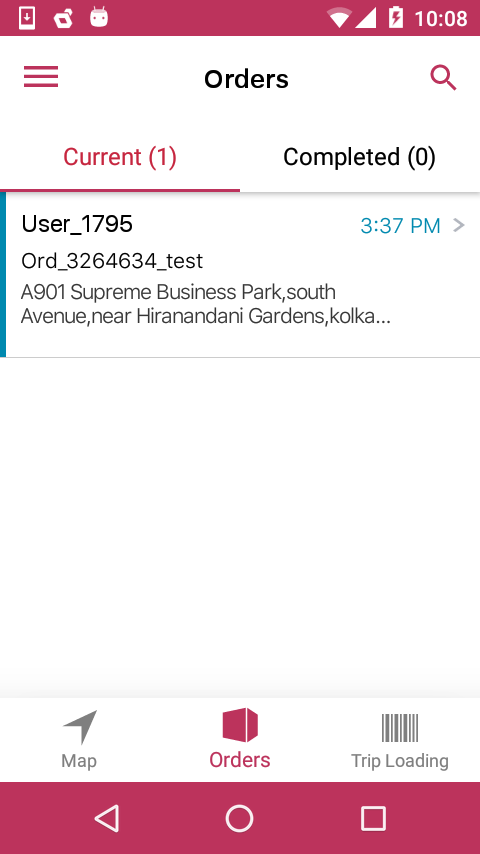 10:08
Orders
Current (1)
Completed (0)
User_1795
3:37 PM
Ord_3264634_test
A901 Supreme Business Park,south
Avenue,near Hiranandani Gardens,kolka...
Map
Orders
Trip Loading